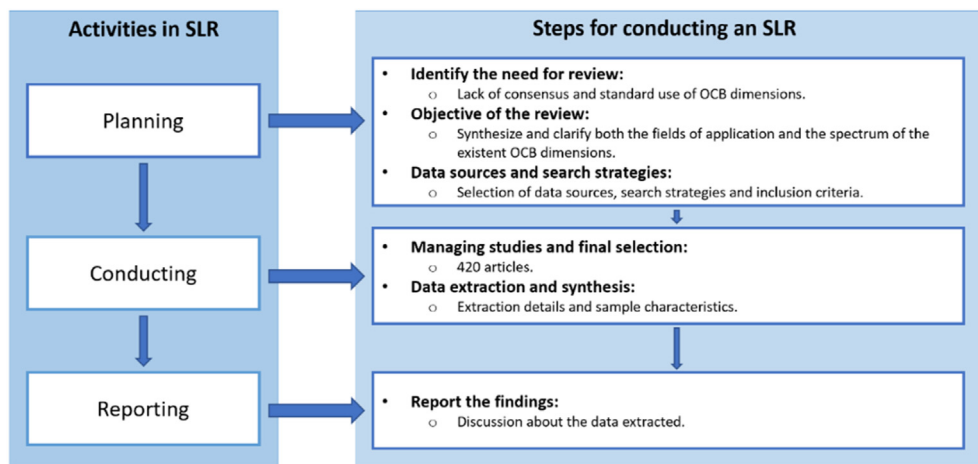 Activities in SLR
Planning
Conducting
Reporting
Steps for conducting an SLR
• Identify the need for review:
o Lack of consensus and standard use of OCB dimensions.
• Objective of the review:
o Synthesize and clarify both the fields of application and the spectrum of the
existent OCB dimensions.
• Data sources and search strategies:
o Selection of data sources, search strategies and inclusion criteria.
• Managing studies and final selection:
o 420 articles.
• Data extraction and synthesis:
o Extraction details and sample characteristics.
• Report the findings:
o Discussion about the data extracted.